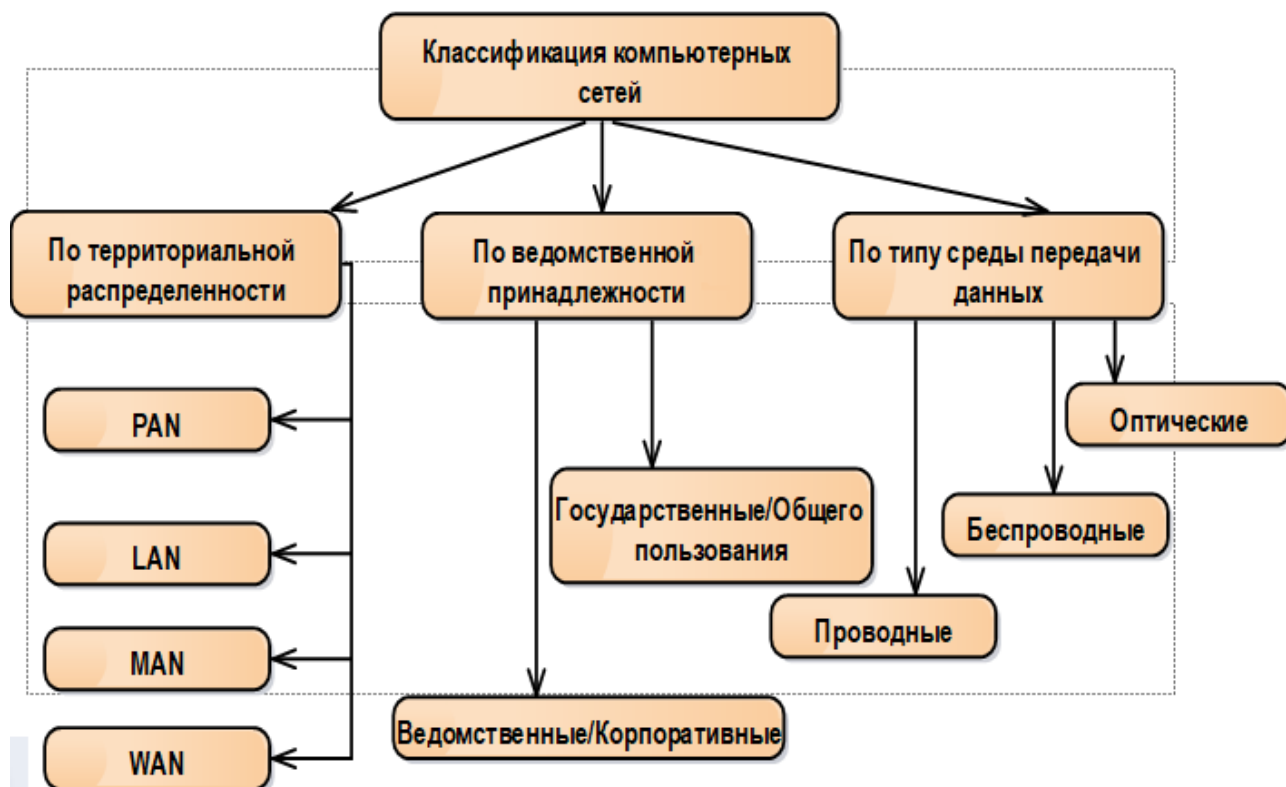 Классификация компьютерных
сетей
По территориальной
распределенности
По ведомственной
принадлежности
По типу среды передачи
данных
PAN
LAN
MAN
WAN
Государственные/Общего
пользования
Ведомственные/Корпоративные
Оптические
Беспроводные
Проводные